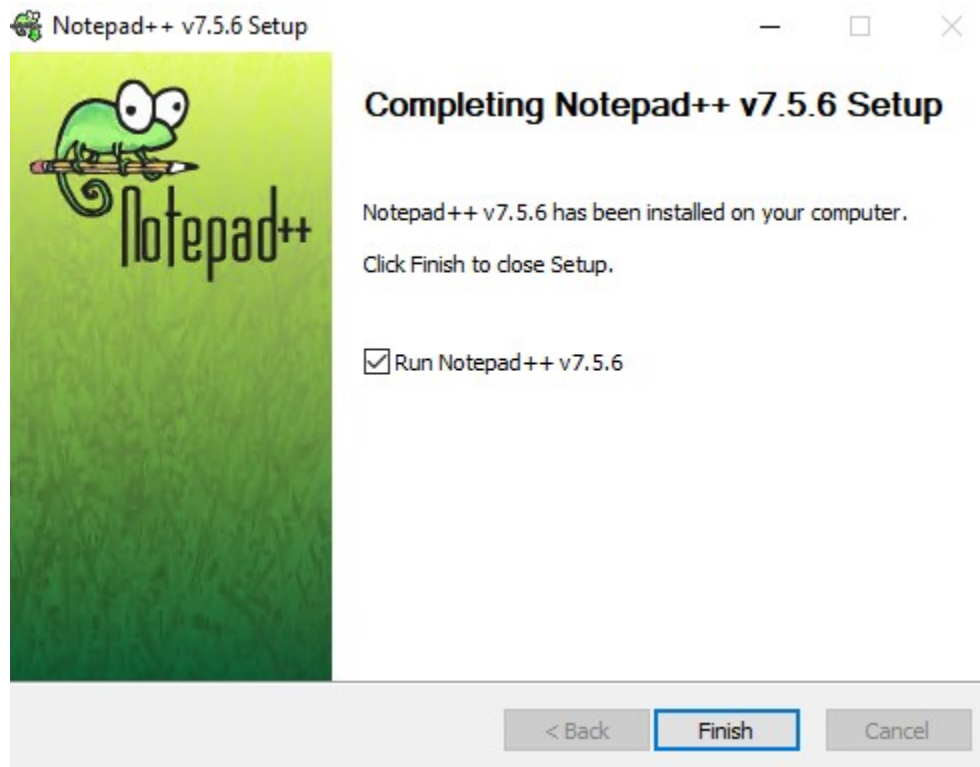 Notepad++ v7.5.6 Setup
Notepad++
Completing Notepad++ v7.5.6 Setup
Notepad++ v7.5.6 has been installed on your computer.
Click Finish to close Setup.
Run Notepad++ v7.5.6
< Back Finish Cancel